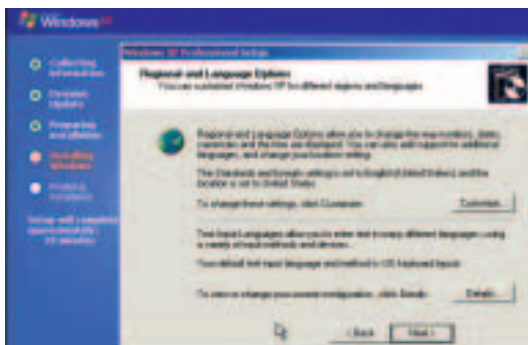 Windows XP
Collecting
information
Dynamic
Update
Preparing
installation
Installing
Windows
Finalizing
installation
Setup will complete
approximately:
minutes
Windows XP Professional Setup
Regional and Language Options
You can customize Windows XP for different regions and languages
Regional and Language Options allow you to change the way numbers, dates,
currencies and the time are displayed. You can also add support for additional
languages, and change your location setting.
The Standards and formats setting is set to English (United States), and the
location is set to United States.
To change these settings, click Customize.
Customize...
Text Input Languages allow you to enter text in many different languages using
a variety of input methods and devices.
Your default text input language and method is: US keyboard layout
To view or change your current configuration, click Details.
Details...
< Back
Next >